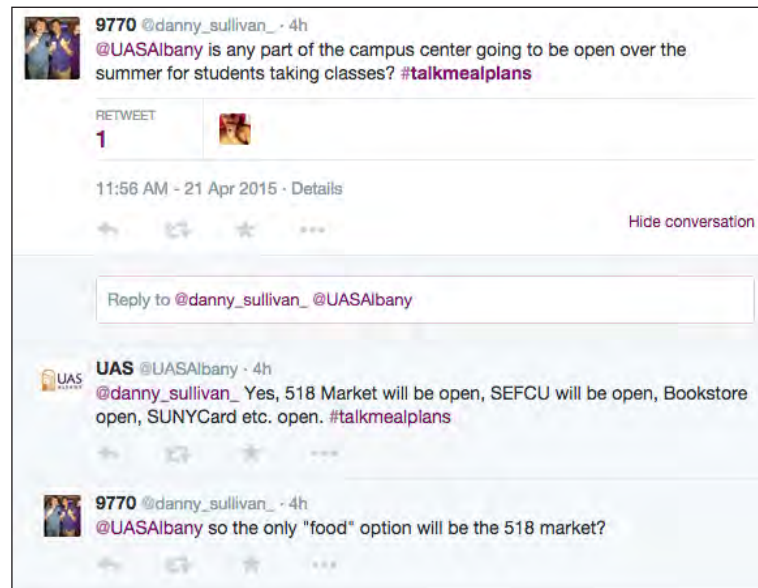 9770 @danny_sullivan_ · 4h
@UASAlbany is any part of the campus center going to be open over the
summer for students taking classes? #talkmealplans
RETWEET
1
11:56 AM - 21 Apr 2015 · Details
Hide conversation
Reply to @danny_sullivan_ @UASAlbany
UAS
ALBANY
UAS @UASAlbany · 4h
@danny_sullivan_ Yes, 518 Market will be open, SEFCU will be open, Bookstore
open, SUNYCard etc. open. #talkmealplans
9770 @danny_sullivan_ · 4h
@UASAlbany so the only "food" option will be the 518 market?